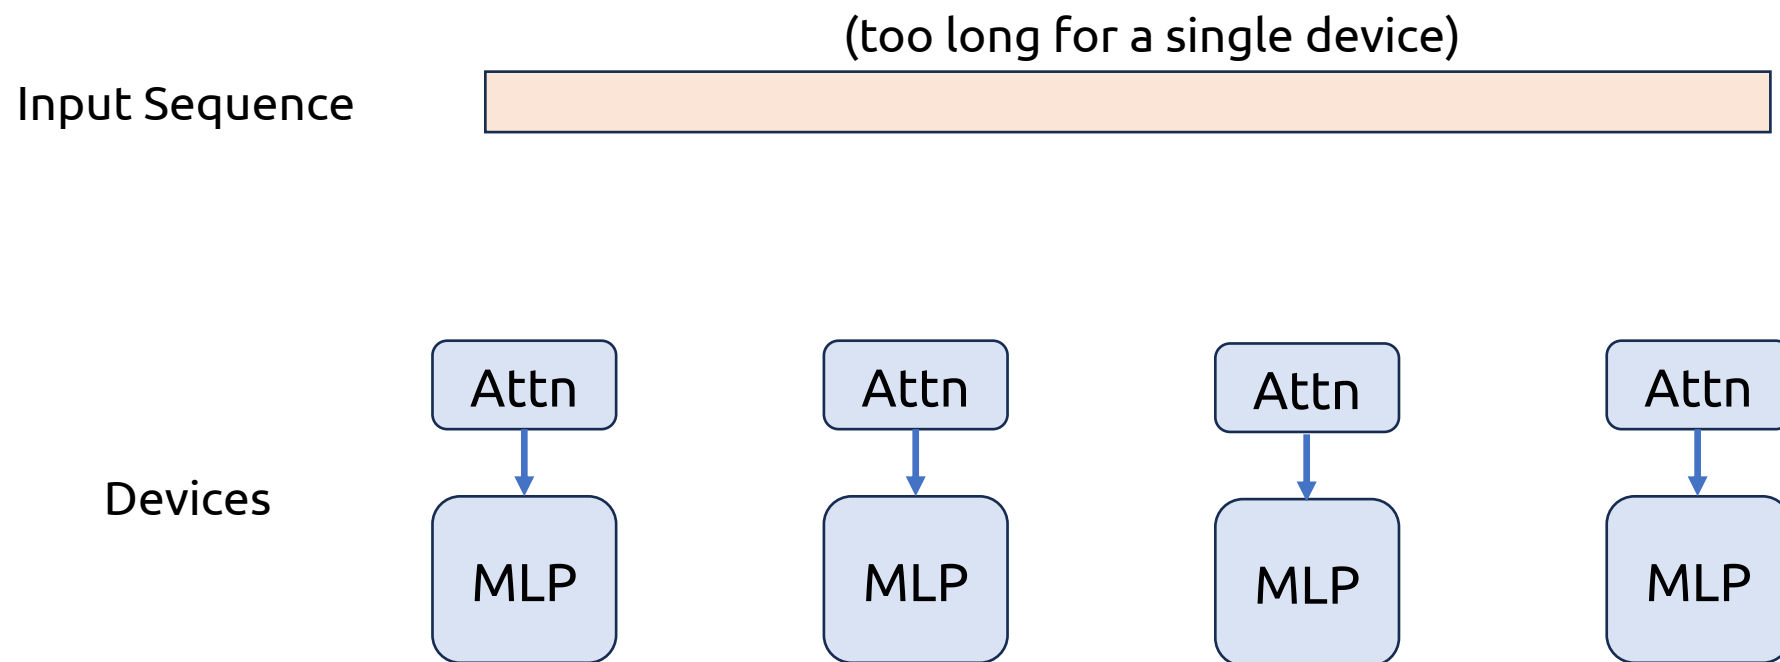 (too long for a single device)
Input Sequence
Attn Attn Attn Attn
Devices
MLP MLP MLP MLP